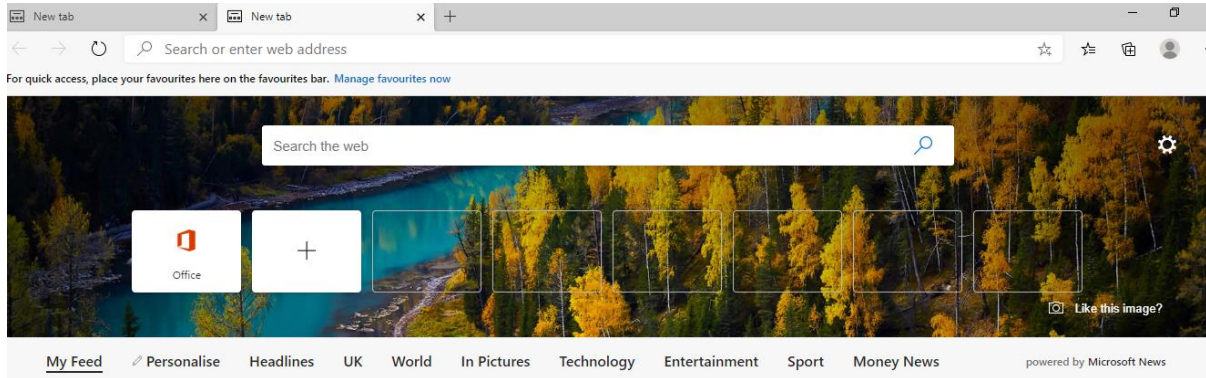 New tab
New tab
Search or enter web address
For quick access, place your favourites here on the favourites bar. Manage favourites now
Search the web
Office
Like this image?
My Feed Personalise Headlines UK World In Pictures Technology Entertainment Sport Money News powered by Microsoft News